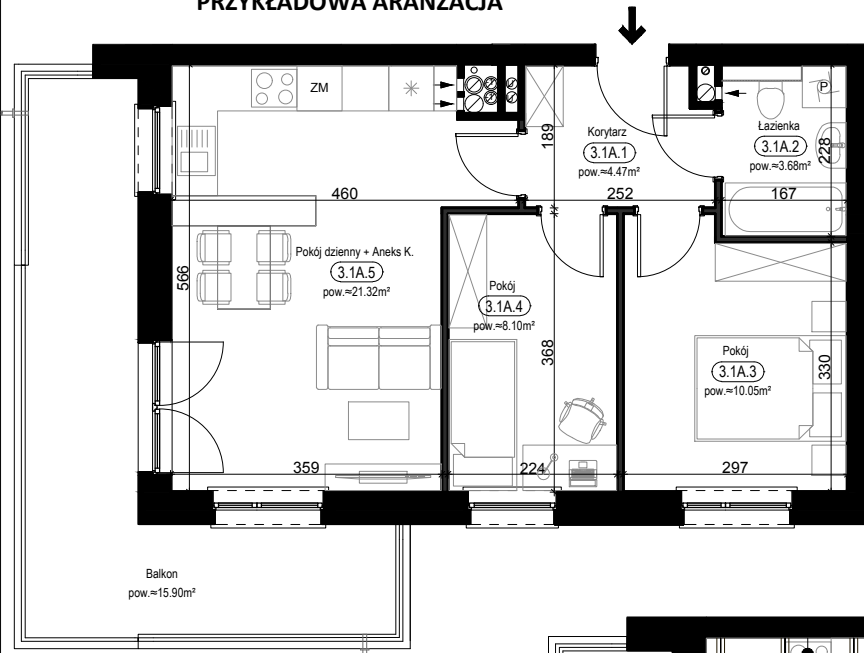 PRZYKŁADOWA ARANŻACJA
ZM
P
Korytarz
3.1A.1
pow.≈4.47m²
189
252
Łazienka
3.1A.2
pow.≈3.68m²
228
167
460
566
Pokój dzienny + Aneks K.
3.1A.5
pow.≈21.32m²
359
Pokój
3.1A.4
pow.≈8.10m²
368
224
Pokój
3.1A.3
pow.≈10.05m²
330
297
Balkon
pow.≈15.90m²